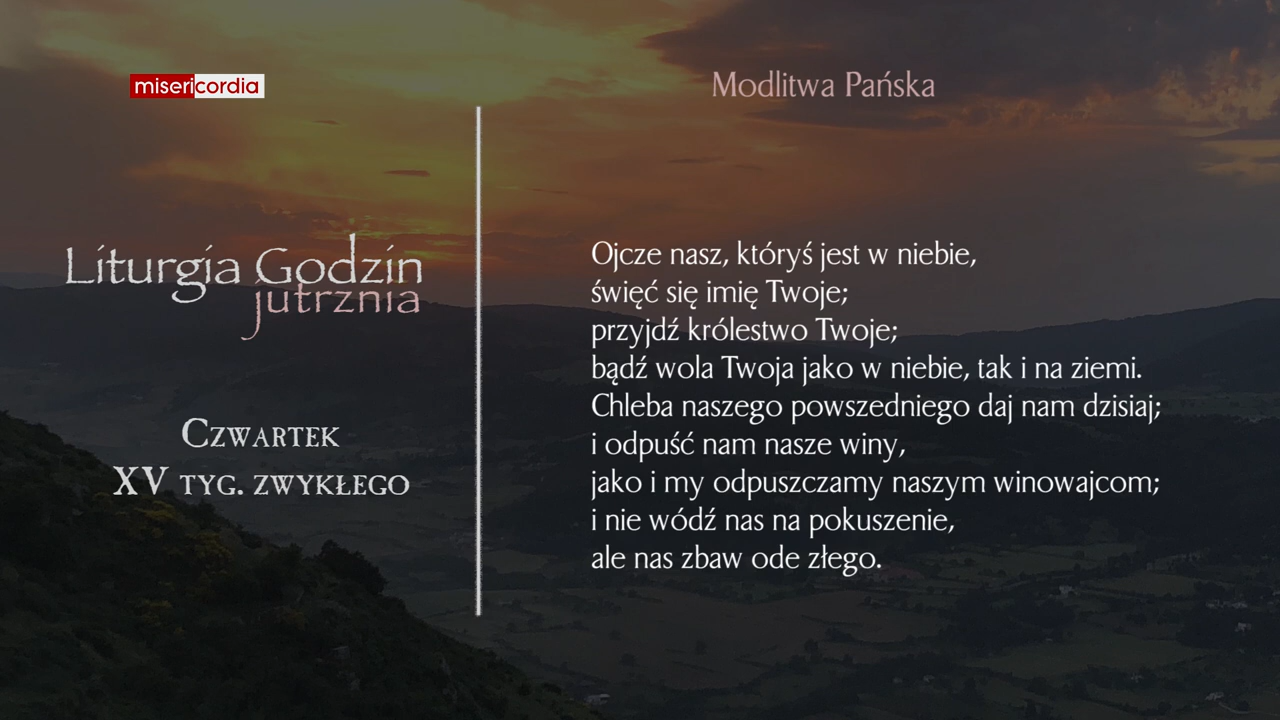 misericordia
Liturgia Godzin
jutrznia
Czwartek
XV tyg. zwykłego
Modlitwa Pańska
Ojcze nasz, któryś jest w niebie,
święć się imię Twoje;
przyjdź królestwo Twoje;
bądź wola Twoja jako w niebie, tak i na ziemi.
Chleba naszego powszedniego daj nam dzisiaj;
i odpuść nam nasze winy,
jako i my odpuszczamy naszym winowajcom;
i nie wódź nas na pokuszenie,
ale nas zbaw ode złego.